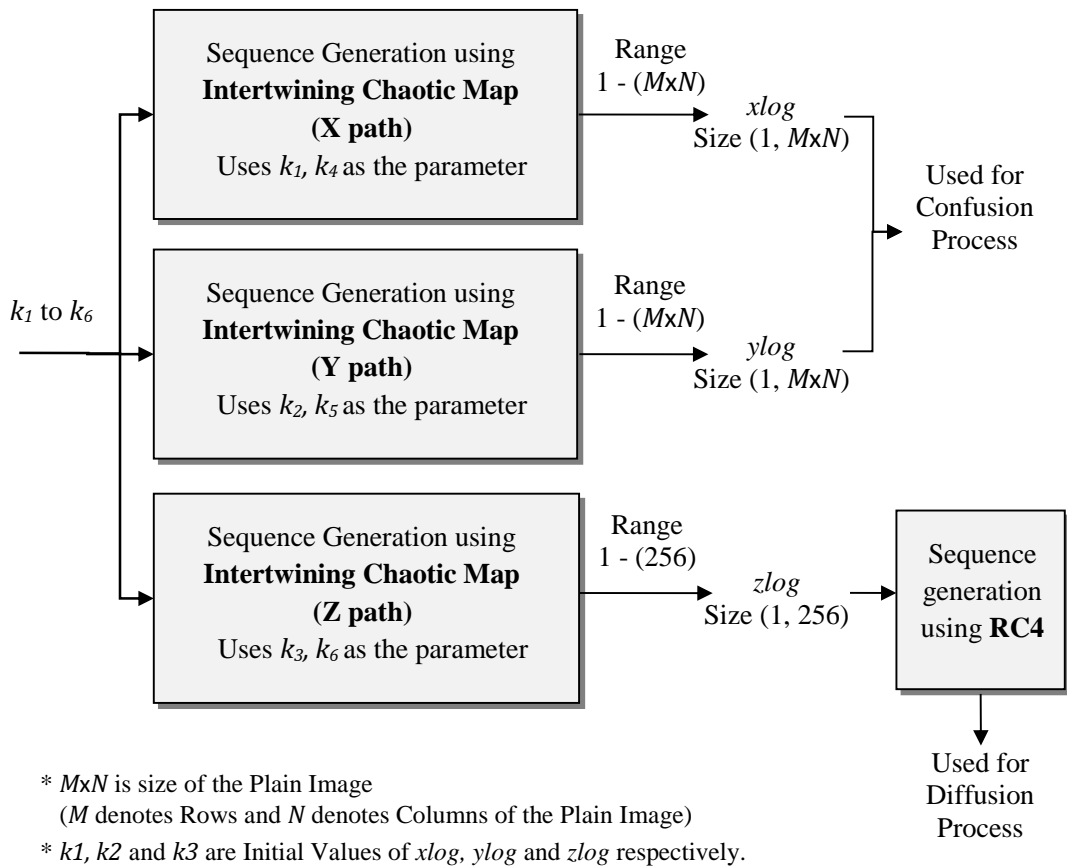 Sequence Generation using
Intertwining Chaotic Map
(X path)
Uses k1, k4 as the parameter
Range
1 - (MxN)
xlog
Size (1, MxN)
Used for
Confusion
Process
k1 to k6
Sequence Generation using
Intertwining Chaotic Map
(Y path)
Uses k2, k5 as the parameter
Range
1 - (MxN)
ylog
Size (1, MxN)
Sequence Generation using
Intertwining Chaotic Map
(Z path)
Uses k3, k6 as the parameter
Range
1 - (256)
zlog
Size (1, 256)
Sequence
generation
using RC4
Used for
Diffusion
Process
* MxN is size of the Plain Image
(M denotes Rows and N denotes Columns of the Plain Image)
* k1, k2 and k3 are Initial Values of xlog, ylog and zlog respectively.